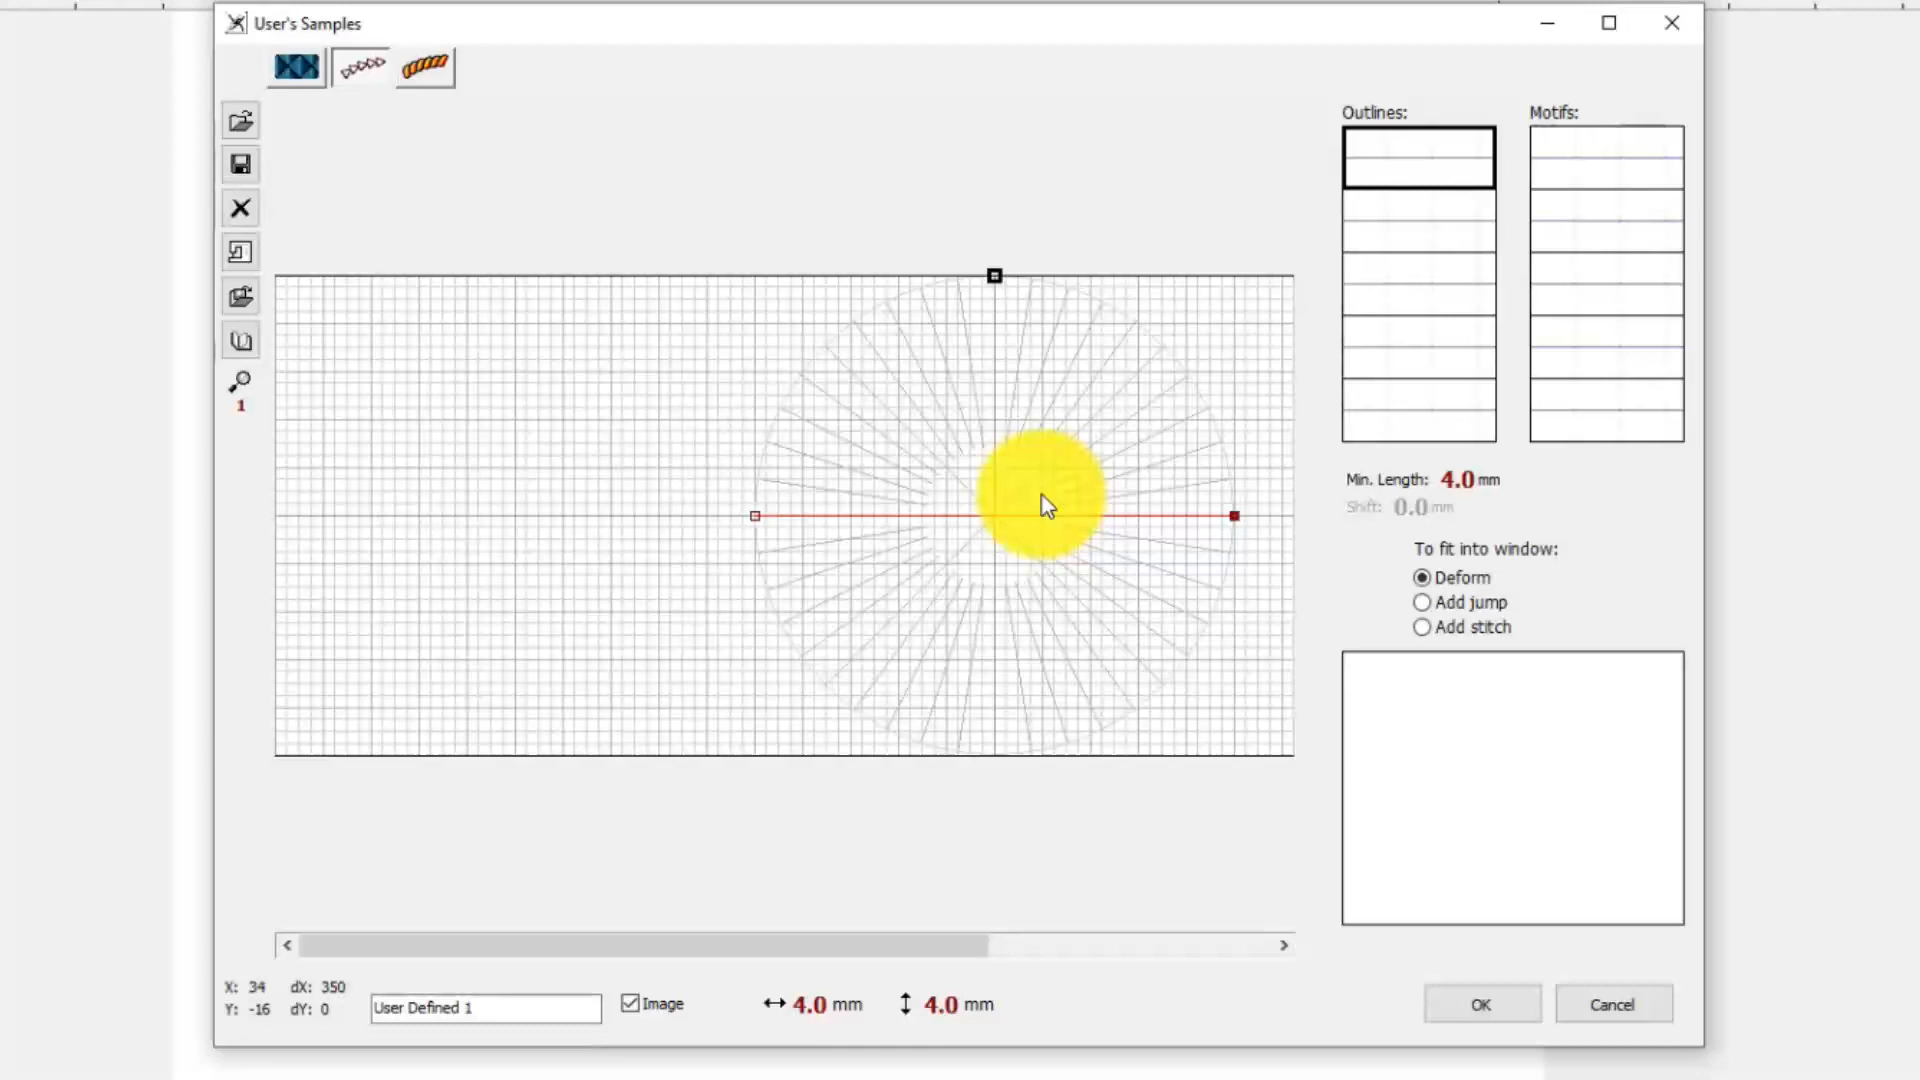 User's Samples
Outlines:
Motifs:
1
Min. Length: 4.0 mm
Shift: 0.0 mm
To fit into window:
Deform
Add jump
Add stitch
X: 34 dX: 350
Y: -16 dY: 0
User Defined 1
Image
4.0 mm
4.0 mm
OK
Cancel